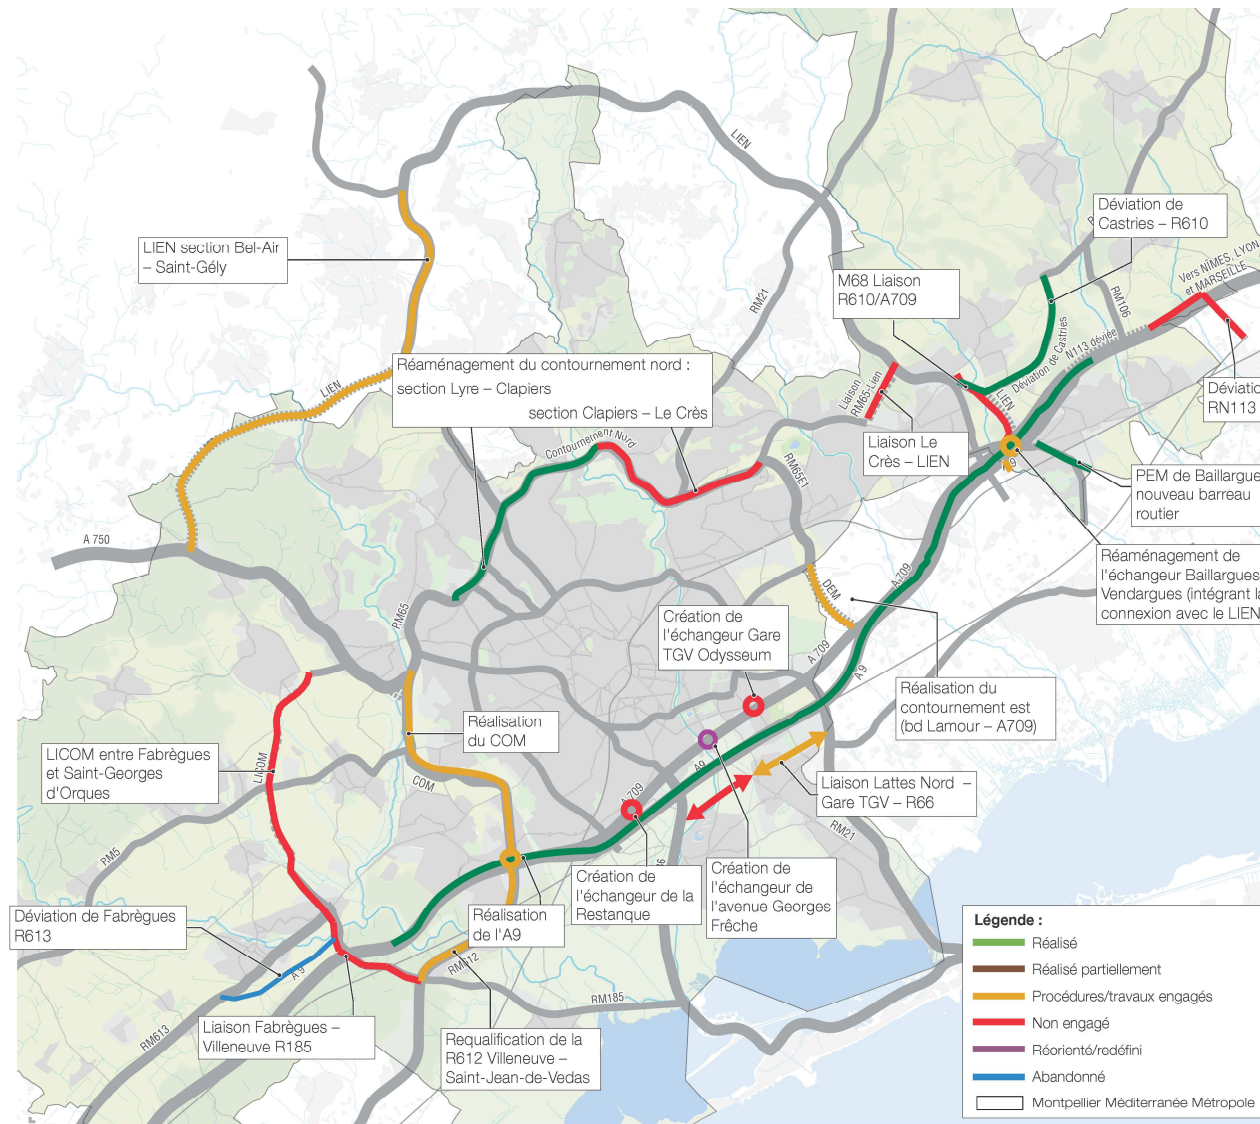 LIEN
Déviation de
Castries – R610
LIEN section Bel-Air
– Saint-Gély
Vers NÎMES, LYON
et MARSEILLE
M68 Liaison
R610/A709
RM21
RM106
Réaménagement du contournement nord :
section Lyre – Clapiers
section Clapiers – Le Crès
LIEN
Liaison
RM65-Lien
Déviation de Castries
N113 déviée
LIEN
RN113
Contournement Nord
Liaison Le
Crès – LIEN
RM65E1
A 750
PEM de Baillargue
nouveau barreau
routier
Réaménagement de
l'échangeur Baillargues
Vendargues (intégrant la
connexion avec le LIEN
A709
DEM
RM65
Création de
l'échangeur Gare
TGV Odysseum
A 709
A 9
Réalisation du
contournement est
(bd Lamour – A709)
Réalisation
du COM
LICOM entre Fabrègues
et Saint-Georges
d'Orques
LICOM
COM
A9
A 709
Liaison Lattes Nord –
Gare TGV – R66
RM21
RM5
Création de
l'échangeur de la
Restanque
Création de
l'échangeur de
l'avenue Georges
Frêche
Déviation de Fabrègues
R613
Réalisation
de l'A9
A 9
RM612
RM185
RM613
Liaison Fabrègues –
Villeneuve R185
Requalification de la
R612 Villeneuve –
Saint-Jean-de-Vedas
Légende :
Réalisé
Réalisé partiellement
Procédures/travaux engagés
Non engagé
Réorienté/redéfini
Abandonné
Montpellier Méditerranée Métropole